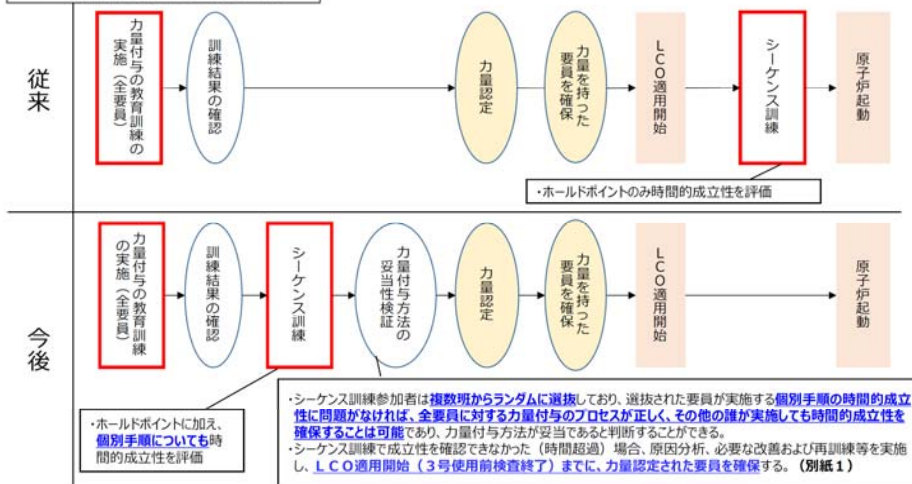 従来
力量付与の教育訓練の
実施（全要員）
訓練結果の確認
力量認定
力量を持った
要員を確保
ＬＣＯ適用開始
シーケンス訓練
原子炉起動
・ホールドポイントのみ時間的成立性を評価
今後
力量付与の教育訓練
の実施（全要員）
訓練結果の確認
シーケンス訓練
力量付与方法の
妥当性検証
力量認定
力量を持った
要員を確保
ＬＣＯ適用開始
原子炉起動
・ホールドポイントに加え、
個別手順についても時
間的成立性を評価
・シーケンス訓練参加者は複数班からランダムに選抜しており、選抜された要員が実施する個別手順の時間的成立
性に問題がなければ、全要員に対する力量付与のプロセスが正しく、その他の誰が実施しても時間的成立性を
確保することは可能であり、力量付与方法が妥当であると判断することができる。
・シーケンス訓練で成立性を確認できなかった（時間超過）場合、原因分析、必要な改善および再訓練等を実施
し、ＬＣＯ適用開始（３号使用前検査終了）までに、力量認定された要員を確保する。（別紙１）